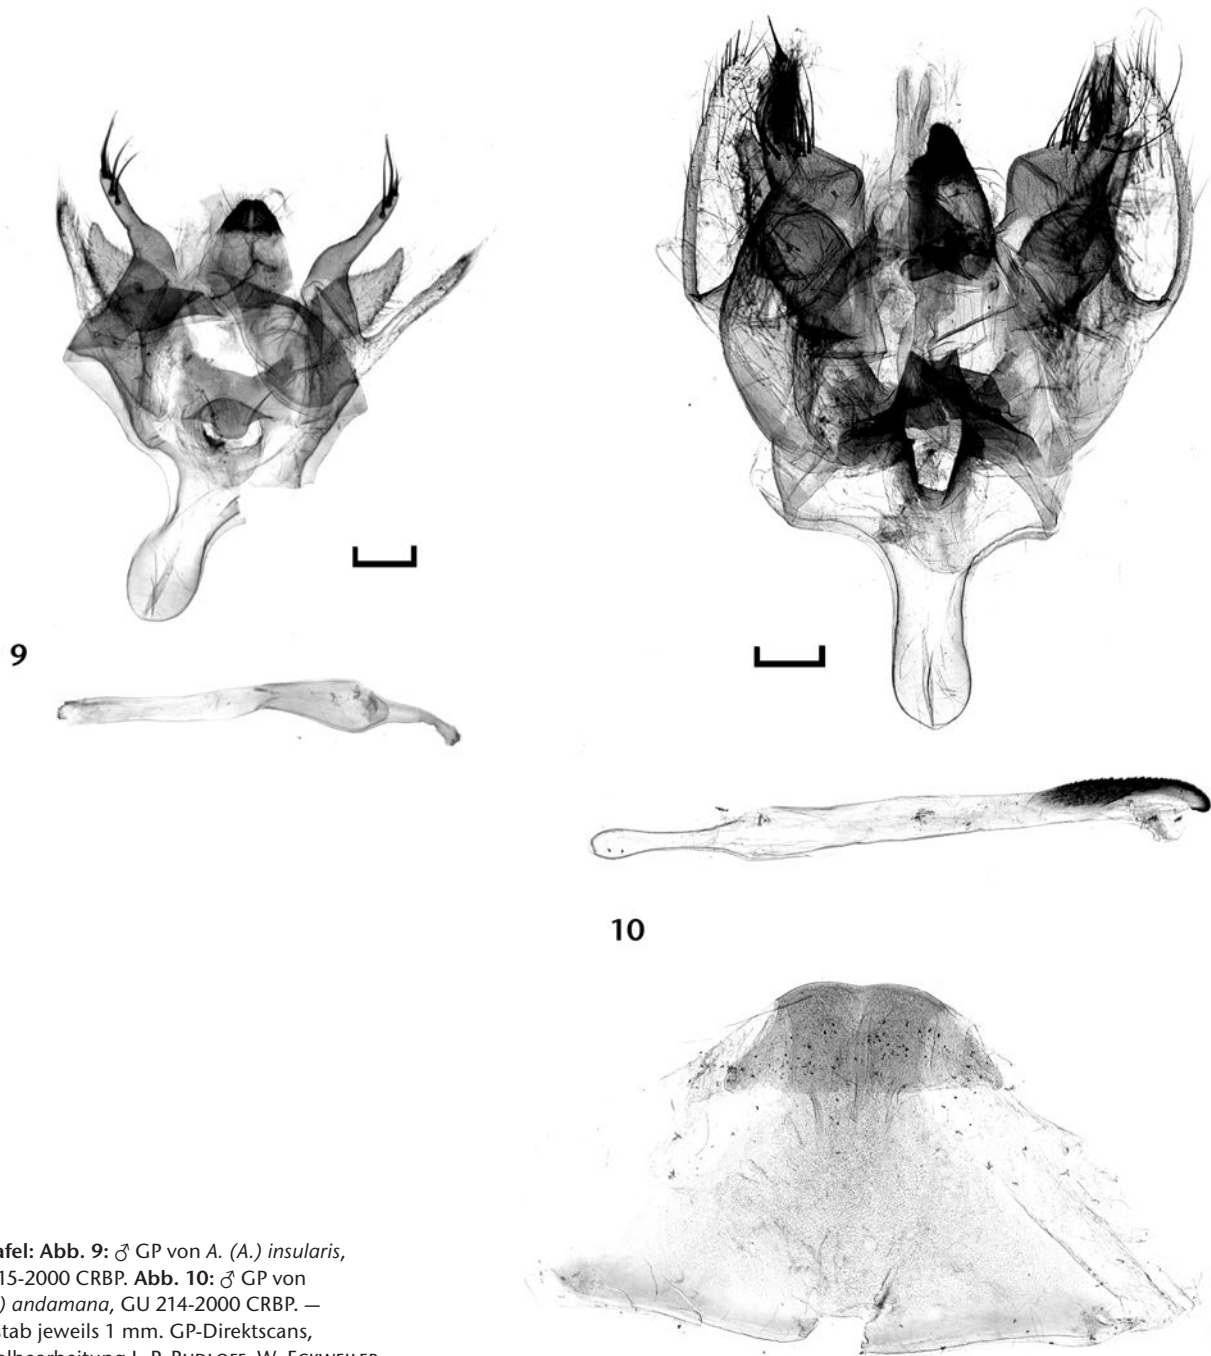 9
10
afel: Abb. 9: ♂ GP von A. (A.) insularis,
15-2000 CRBP. Abb. 10: ♂ GP von
) andamana, GU 214-2000 CRBP. —
stab jeweils 1 mm. GP-Direktscans,